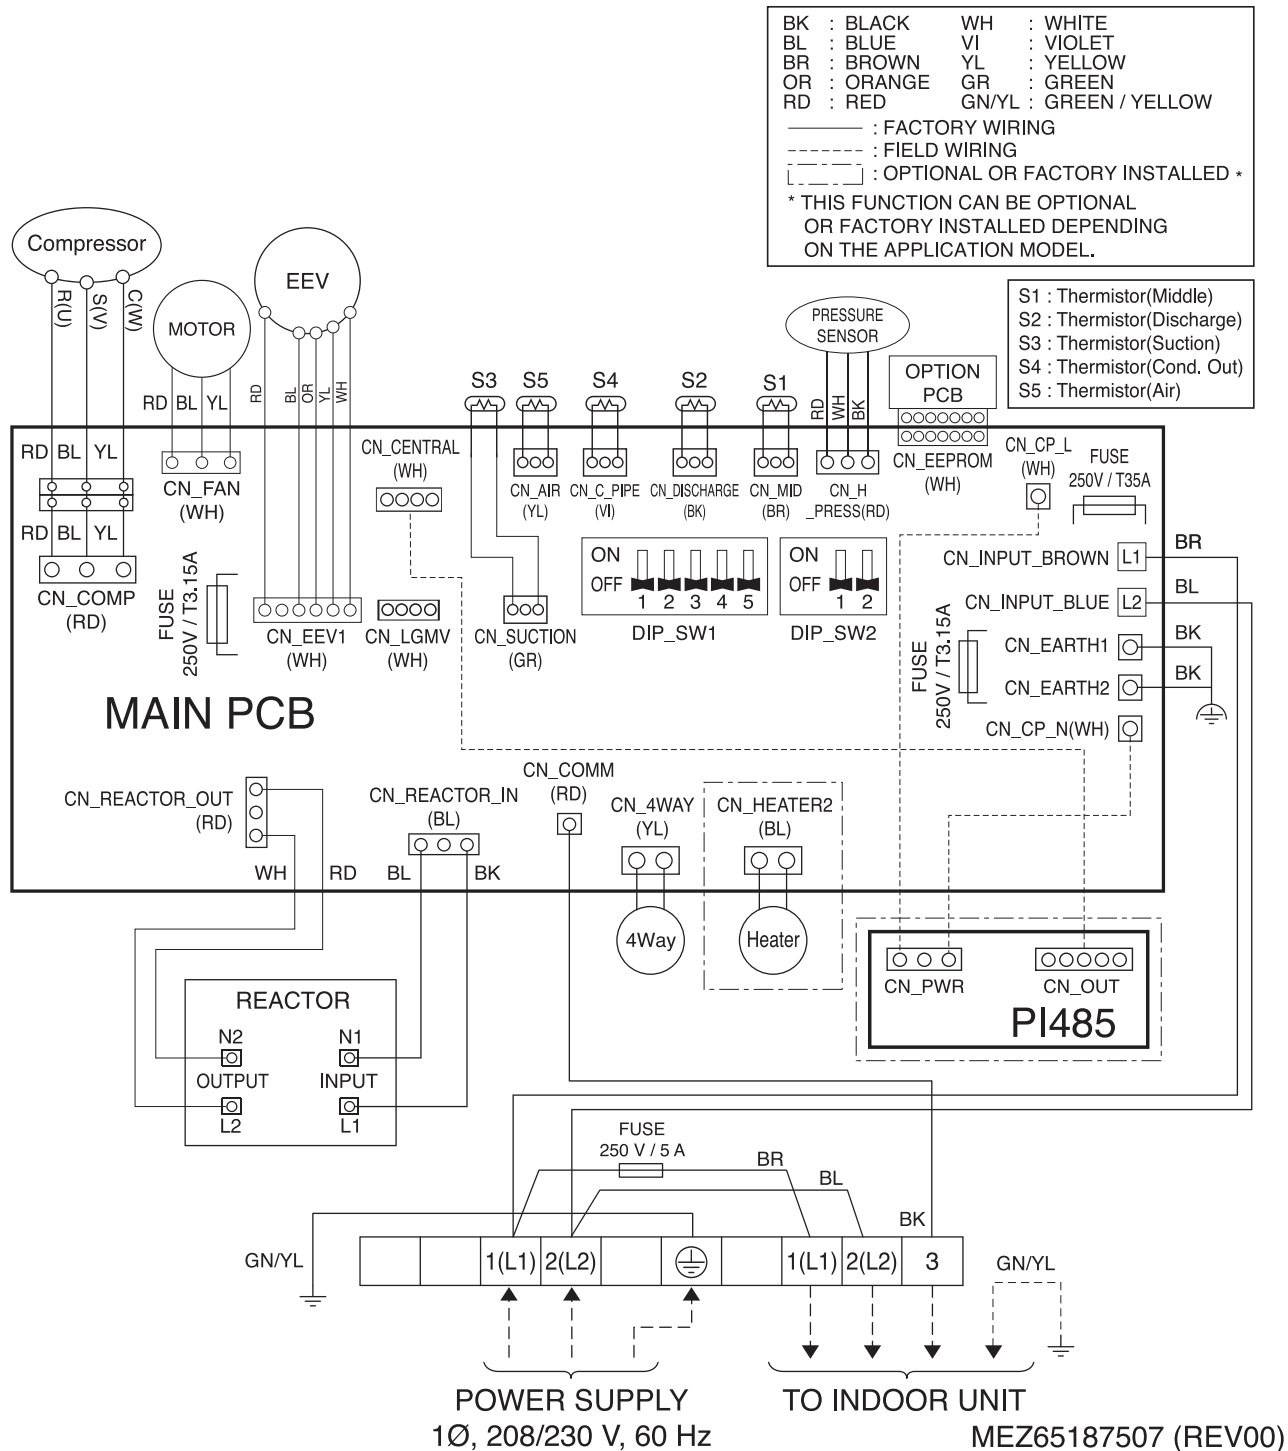 BK : BLACK WH : WHITE
BL : BLUE VI : VIOLET
BR : BROWN YL : YELLOW
OR : ORANGE GR : GREEN
RD : RED GN/YL : GREEN / YELLOW
: FACTORY WIRING
: FIELD WIRING
: OPTIONAL OR FACTORY INSTALLED *
* THIS FUNCTION CAN BE OPTIONAL
OR FACTORY INSTALLED DEPENDING
ON THE APPLICATION MODEL.
S1 : Thermistor(Middle)
S2 : Thermistor(Discharge)
S3 : Thermistor(Suction)
S4 : Thermistor(Cond. Out)
S5 : Thermistor(Air)
Compressor
R(U) S(V) C(W)
MOTOR
EEV
RD BL YL
RD BL OR YL WH
S3 S5 S4 S2 S1
PRESSURE
SENSOR
RD WH BK
OPTION
PCB
RD BL YL
RD BL YL
CN_COMP
(RD)
CN_FAN
(WH)
FUSE
250V / T3.15A
CN_EEV1
(WH)
CN_CENTRAL
(WH)
CN_LGMV
(WH)
CN_SUCTION
(GR)
CN_AIR
(YL)
CN_C_PIPE
(VI)
CN_DISCHARGE
(BK)
CN_MID
(BR)
CN_H
_PRESS(RD)
CN_EEPROM
(WH)
CN_CP_L
(WH)
FUSE
250V / T35A
ON
OFF
1 2 3 4 5
DIP_SW1
ON
OFF
1 2
DIP_SW2
CN_INPUT_BROWN L1 BR
CN_INPUT_BLUE L2 BL
CN_EARTH1 BK
CN_EARTH2 BK
CN_CP_N(WH)
FUSE
250V / T3.15A
MAIN PCB
CN_REACTOR_OUT
(RD)
WH RD
CN_REACTOR_IN
(BL)
BL BK
CN_COMM
(RD)
CN_4WAY
(YL)
4Way
CN_HEATER2
(BL)
Heater
CN_PWR
CN_OUT
PI485
REACTOR
N2 N1
OUTPUT INPUT
L2 L1
FUSE
250 V / 5 A
BR
BL
BK
GN/YL
1(L1) 2(L2) 1(L1) 2(L2) 3
GN/YL
POWER SUPPLY
1Ø, 208/230 V, 60 Hz
TO INDOOR UNIT
MEZ65187507 (REV00)